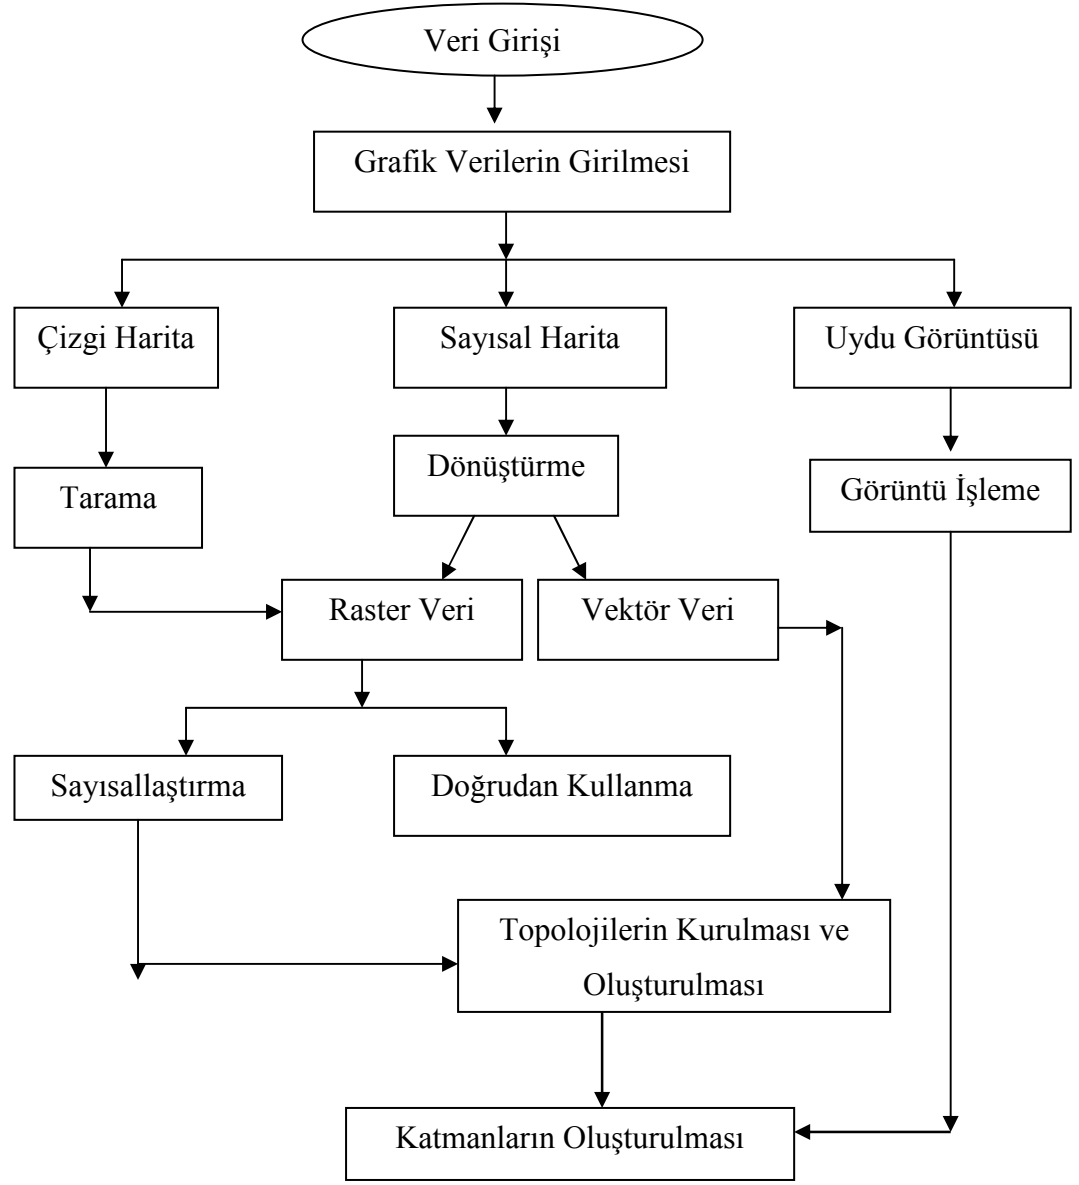 Veri Girişi
Grafik Verilerin Girilmesi
Çizgi Harita
Sayısal Harita
Uydu Görüntüsü
Dönüştürme
Tarama
Görüntü İşleme
Raster Veri
Vektör Veri
Sayısallaştırma
Doğrudan Kullanma
Topolojilerin Kurulması ve
Oluşturulması
Katmanların Oluşturulması